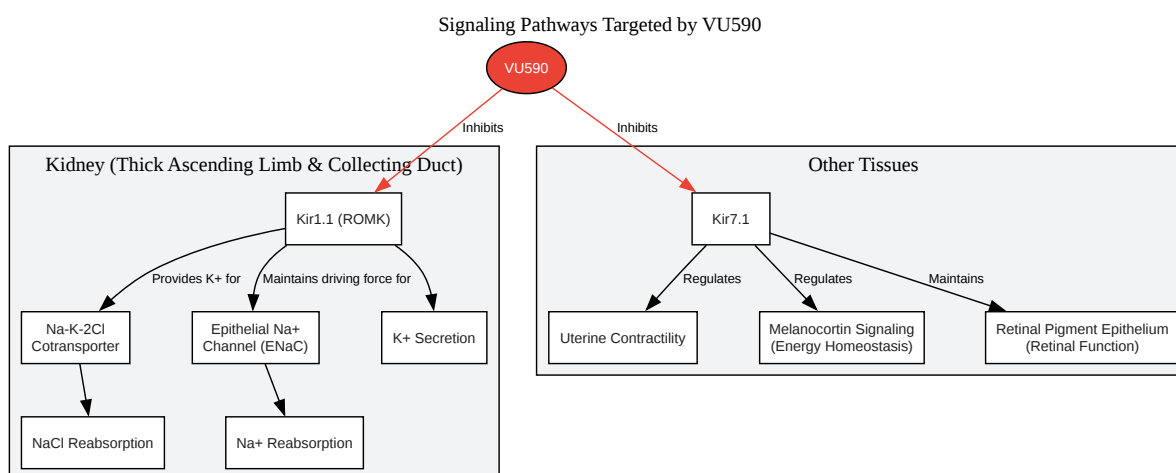 Signaling Pathways Targeted by VU590
VU590
Inhibits
Inhibits
Kidney (Thick Ascending Limb & Collecting Duct)
Kir1.1 (ROMK)
Provides K+ for
Maintains driving force for
Na-K-2Cl
Cotransporter
Epithelial Na+
Channel (ENaC)
K+ Secretion
NaCl Reabsorption
Na+ Reabsorption
Other Tissues
Kir7.1
Regulates
Regulates
Maintains
Uterine Contractility
Melanocortin Signaling
(Energy Homeostasis)
Retinal Pigment Epithelium
(Retinal Function)